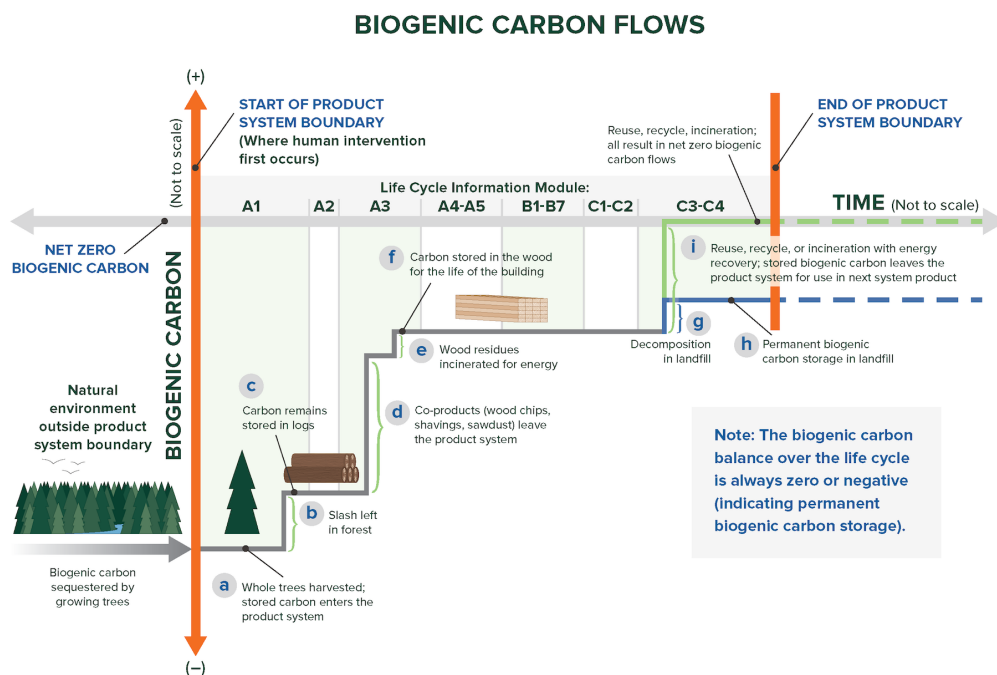 BIOGENIC CARBON FLOWS
(+)
(Not to scale)
START OF PRODUCT
SYSTEM BOUNDARY
(Where human intervention
first occurs)
Reuse, recycle, incineration;
all result in net zero biogenic
carbon flows
END OF PRODUCT
SYSTEM BOUNDARY
Life Cycle Information Module:
A1
A2
A3
A4-A5
B1-B7
C1-C2
C3-C4
TIME (Not to scale)
NET ZERO
BIOGENIC CARBON
BIOGENIC CARBON
f
Carbon stored in the wood
for the life of the building
i
Reuse, recycle, or incineration with energy
recovery; stored biogenic carbon leaves the
product system for use in next system product
g
Decomposition
in landfill
h
Permanent biogenic
carbon storage in landfill
e
Wood residues
incinerated for energy
c
Carbon remains
stored in logs
d
Co-products (wood chips,
shavings, sawdust) leave
the product system
Natural
environment
outside product
system boundary
b
Slash left
in forest
Note: The biogenic carbon
balance over the life cycle
is always zero or negative
(indicating permanent
biogenic carbon storage).
Biogenic carbon
sequestered by
growing trees
a
Whole trees harvested;
stored carbon enters the
product system
(−)